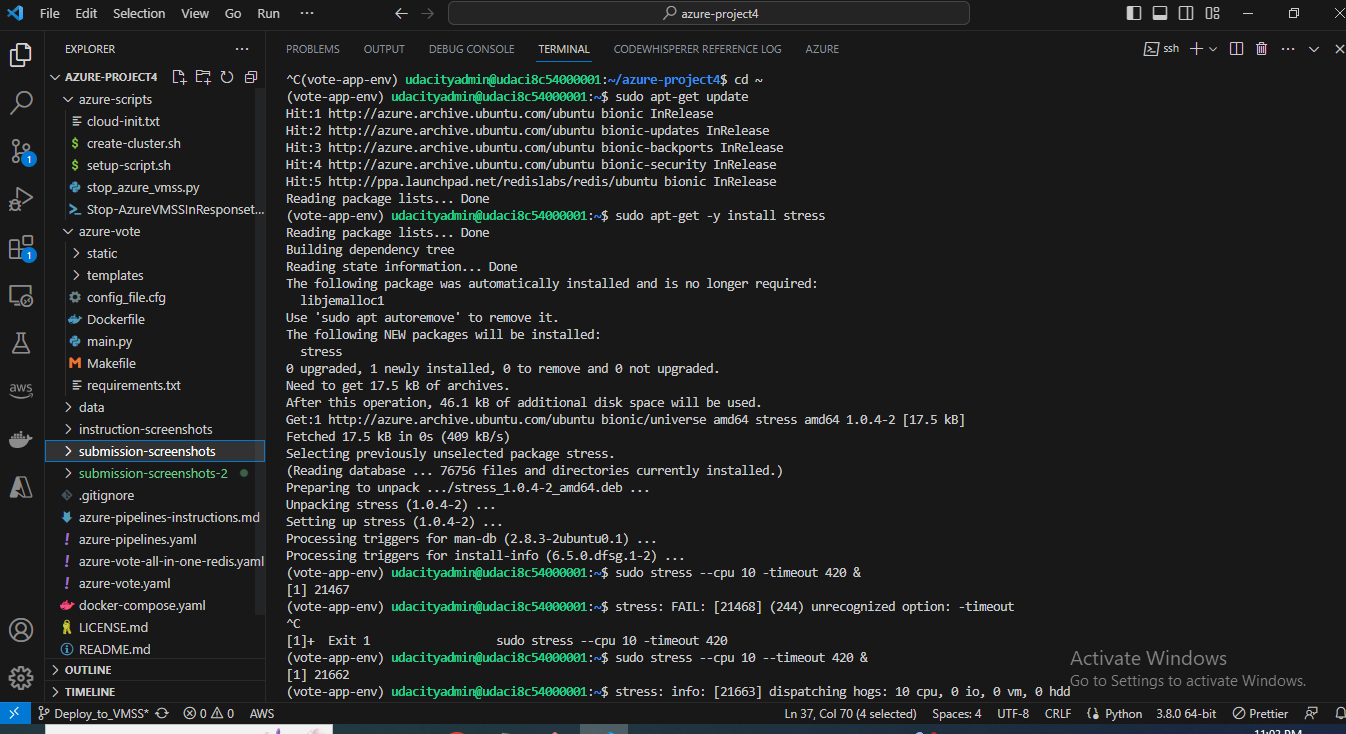 File Edit Selection View Go Run ··· azure-project4
EXPLORER ···
AZURE-PROJECT4
azure-scripts
cloud-init.txt
$ create-cluster.sh
$ setup-script.sh
stop_azure_vmss.py
Stop-AzureVMSSInResponset...
azure-vote
static
templates
config_file.cfg
Dockerfile
main.py
M Makefile
requirements.txt
data
instruction-screenshots
submission-screenshots
submission-screenshots-2
.gitignore
azure-pipelines-instructions.md
! azure-pipelines.yaml
! azure-vote-all-in-one-redis.yaml
! azure-vote.yaml
docker-compose.yaml
LICENSE.md
README.md
OUTLINE
TIMELINE
1
1
aws
PROBLEMS OUTPUT DEBUG CONSOLE TERMINAL CODEWHISPERER REFERENCE LOG AZURE ssh
^C(vote-app-env) udacityadmin@udaci8c54000001:~/azure-project4$ cd ~
(vote-app-env) udacityadmin@udaci8c54000001:~$ sudo apt-get update
Hit:1 http://azure.archive.ubuntu.com/ubuntu bionic InRelease
Hit:2 http://azure.archive.ubuntu.com/ubuntu bionic-updates InRelease
Hit:3 http://azure.archive.ubuntu.com/ubuntu bionic-backports InRelease
Hit:4 http://azure.archive.ubuntu.com/ubuntu bionic-security InRelease
Hit:5 http://ppa.launchpad.net/redislabs/redis/ubuntu bionic InRelease
Reading package lists... Done
(vote-app-env) udacityadmin@udaci8c54000001:~$ sudo apt-get -y install stress
Reading package lists... Done
Building dependency tree
Reading state information... Done
The following package was automatically installed and is no longer required:
libjemalloc1
Use 'sudo apt autoremove' to remove it.
The following NEW packages will be installed:
stress
0 upgraded, 1 newly installed, 0 to remove and 0 not upgraded.
Need to get 17.5 kB of archives.
After this operation, 46.1 kB of additional disk space will be used.
Get:1 http://azure.archive.ubuntu.com/ubuntu bionic/universe amd64 stress amd64 1.0.4-2 [17.5 kB]
Fetched 17.5 kB in 0s (409 kB/s)
Selecting previously unselected package stress.
(Reading database ... 76756 files and directories currently installed.)
Preparing to unpack .../stress_1.0.4-2_amd64.deb ...
Unpacking stress (1.0.4-2) ...
Setting up stress (1.0.4-2) ...
Processing triggers for man-db (2.8.3-2ubuntu0.1) ...
Processing triggers for install-info (6.5.0.dfsg.1-2) ...
(vote-app-env) udacityadmin@udaci8c54000001:~$ sudo stress --cpu 10 -timeout 420 &
[1] 21467
(vote-app-env) udacityadmin@udaci8c54000001:~$ stress: FAIL: [21468] (244) unrecognized option: -timeout
^C
[1]+ Exit 1 sudo stress --cpu 10 -timeout 420
(vote-app-env) udacityadmin@udaci8c54000001:~$ sudo stress --cpu 10 --timeout 420 &
[1] 21662
(vote-app-env) udacityadmin@udaci8c54000001:~$ stress: info: [21663] dispatching hogs: 10 cpu, 0 io, 0 vm, 0 hdd
Activate Windows
Go to Settings to activate Windows.
Deploy_to_VMSS* 0 0 AWS Ln 37, Col 70 (4 selected) Spaces: 4 UTF-8 CRLF Python 3.8.0 64-bit Prettier